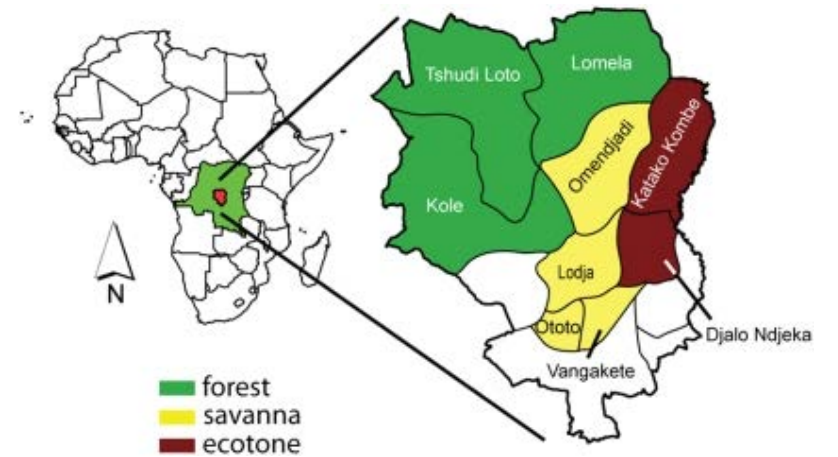 Tshudi Loto
Lomela
Omendjadi
Katako Kombe
Kole
Lodja
Ototo
Djalo Ndjeka
Vangakete
N
forest
savanna
ecotone